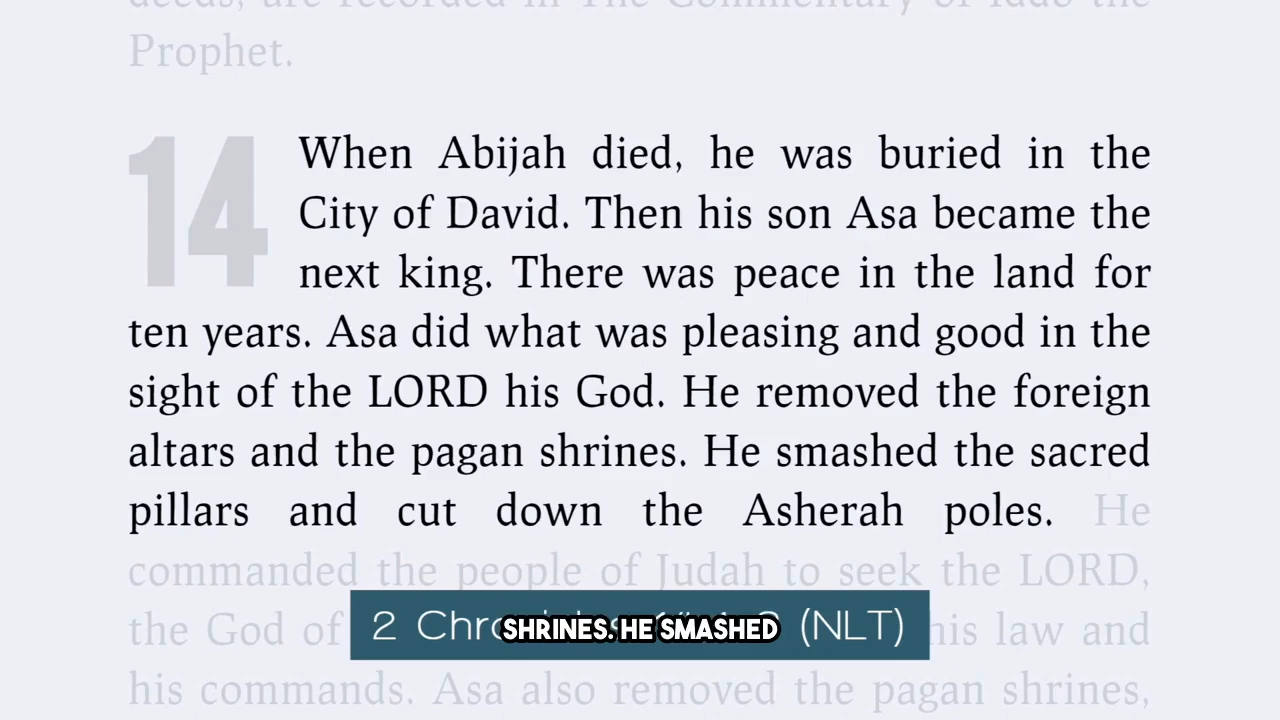 deeds, are recorded in The Commentary of Iddo the
Prophet.
14
When Abijah died, he was buried in the
City of David. Then his son Asa became the
next king. There was peace in the land for
ten years. Asa did what was pleasing and good in the
sight of the LORD his God. He removed the foreign
altars and the pagan shrines. He smashed the sacred
pillars and cut down the Asherah poles. He
commanded the people of Judah to seek the LORD,
the God of
his law and
2 (NLT)
SHRINES. HE SMASHED
his commands. Asa also removed the pagan shrines,